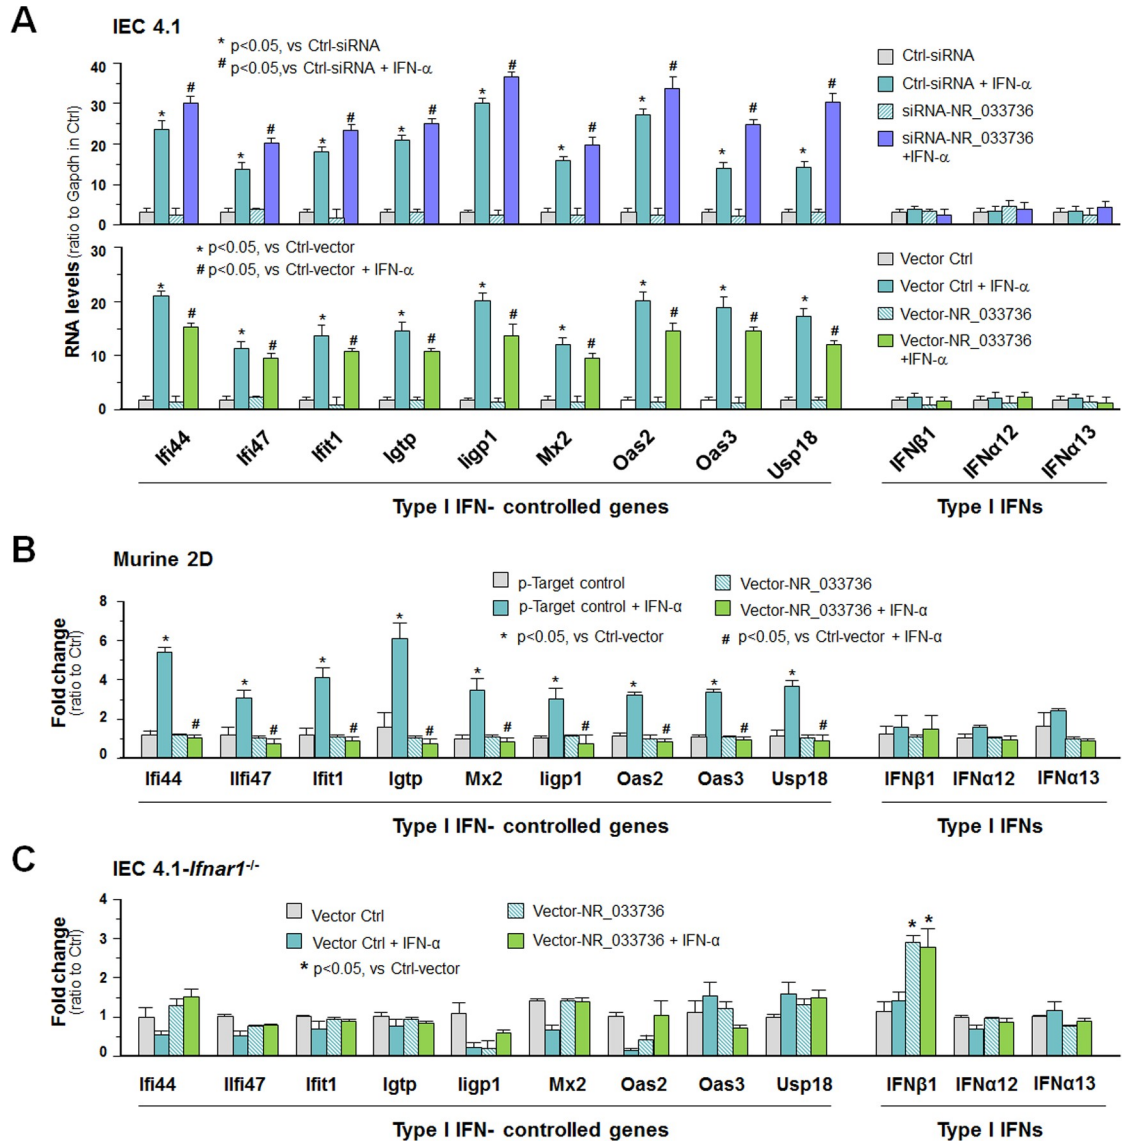 A
IEC 4.1
* p<0.05, vs Ctrl-siRNA
# p<0.05,vs Ctrl-siRNA + IFN-α
Ctrl-siRNA
Ctrl-siRNA + IFN-α
siRNA-NR_033736
siRNA-NR_033736
+IFN-α
40
30
20
10
0
* p<0.05, vs Ctrl-vector
# p<0.05, vs Ctrl-vector + IFN-α
Vector Ctrl
Vector Ctrl + IFN-α
Vector-NR_033736
Vector-NR_033736
+IFN-α
30
20
10
0
RNA levels (ratio to Gapdh in Ctrl)
Ifi44 Ifi47 Ifit1 Igtp Iigp1 Mx2 Oas2 Oas3 Usp18 IFNβ1 IFNα12 IFNα13
Type I IFN- controlled genes Type I IFNs
B
Murine 2D
p-Target control
p-Target control + IFN-α
Vector-NR_033736
Vector-NR_033736 + IFN-α
* p<0.05, vs Ctrl-vector
# p<0.05, vs Ctrl-vector + IFN-α
Fold change
(ratio to Ctrl)
8
6
4
2
0
Ifi44 Ilfi47 Ifit1 Igtp Mx2 Iigp1 Oas2 Oas3 Usp18 IFNβ1 IFNα12 IFNα13
Type I IFN- controlled genes Type I IFNs
C
IEC 4.1-Ifnar1-/-
Vector Ctrl
Vector Ctrl + IFN-α
Vector-NR_033736
Vector-NR_033736 + IFN-α
* p<0.05, vs Ctrl-vector
Fold change
(ratio to Ctrl)
4
3
2
1
0
Ifi44 Ilfi47 Ifit1 Igtp Iigp1 Mx2 Oas2 Oas3 Usp18 IFNβ1 IFNα12 IFNα13
Type I IFN- controlled genes Type I IFNs